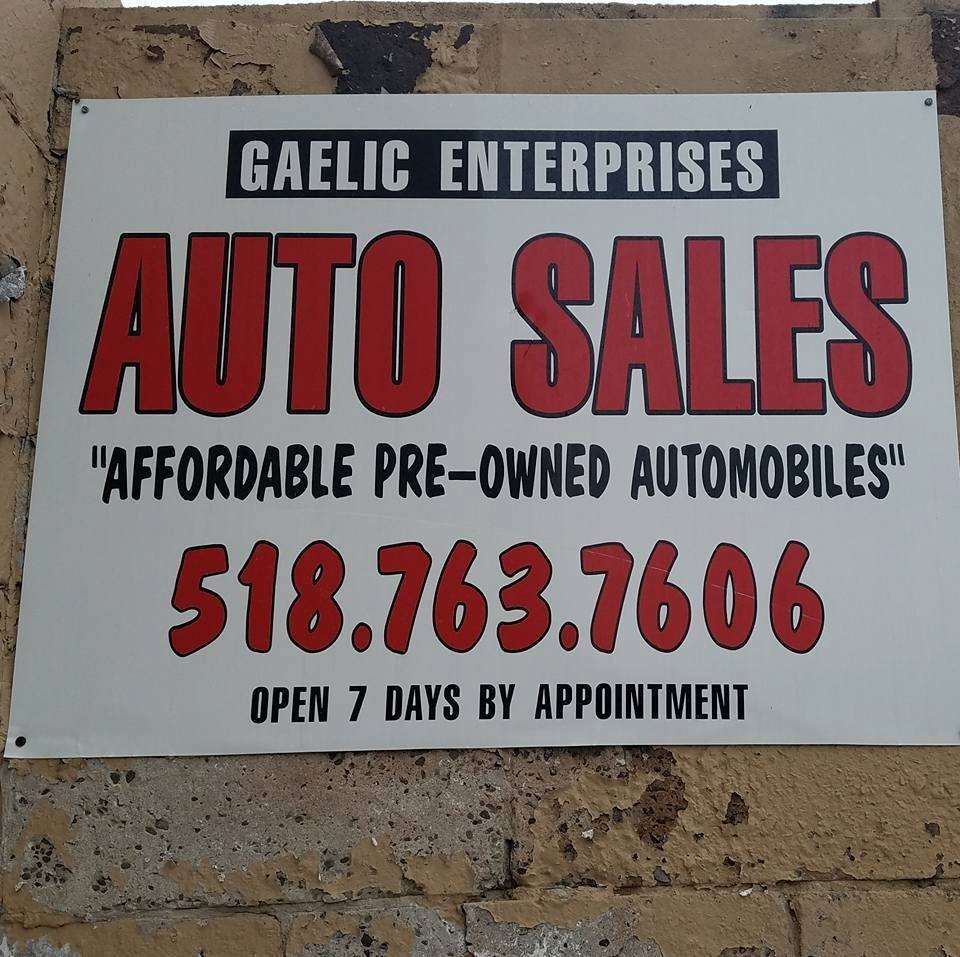 GAELIC ENTERPRISES
AUTO SALES
"AFFORDABLE PRE-OWNED AUTOMOBILES"
518.763.7606
OPEN 7 DAYS BY APPOINTMENT